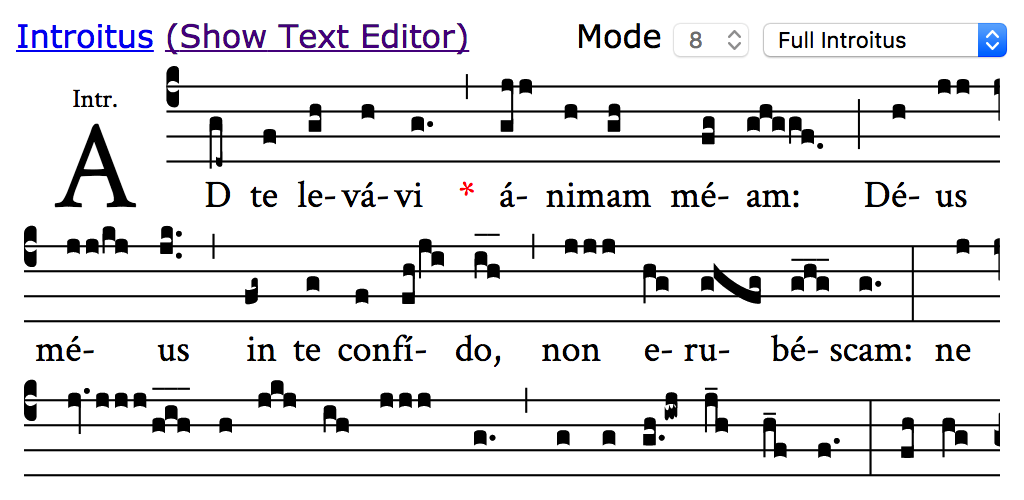 Introitus (Show Text Editor) Mode 8 Full Introitus
Intr.
AD te le-vá-vi * á-nimam mé-am: Dé-us
mé-us in te confí-do, non e-ru-bé-scam: ne